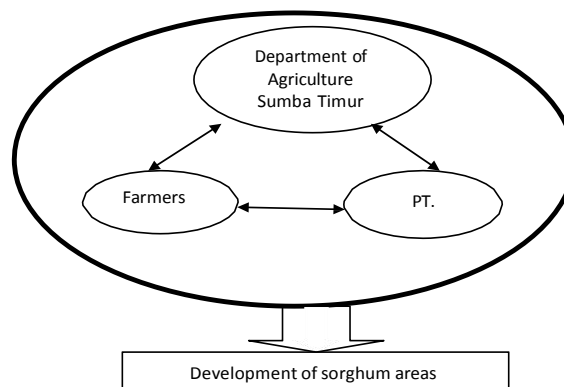 Department of
Agriculture
Sumba Timur
Farmers
PT.
Development of sorghum areas